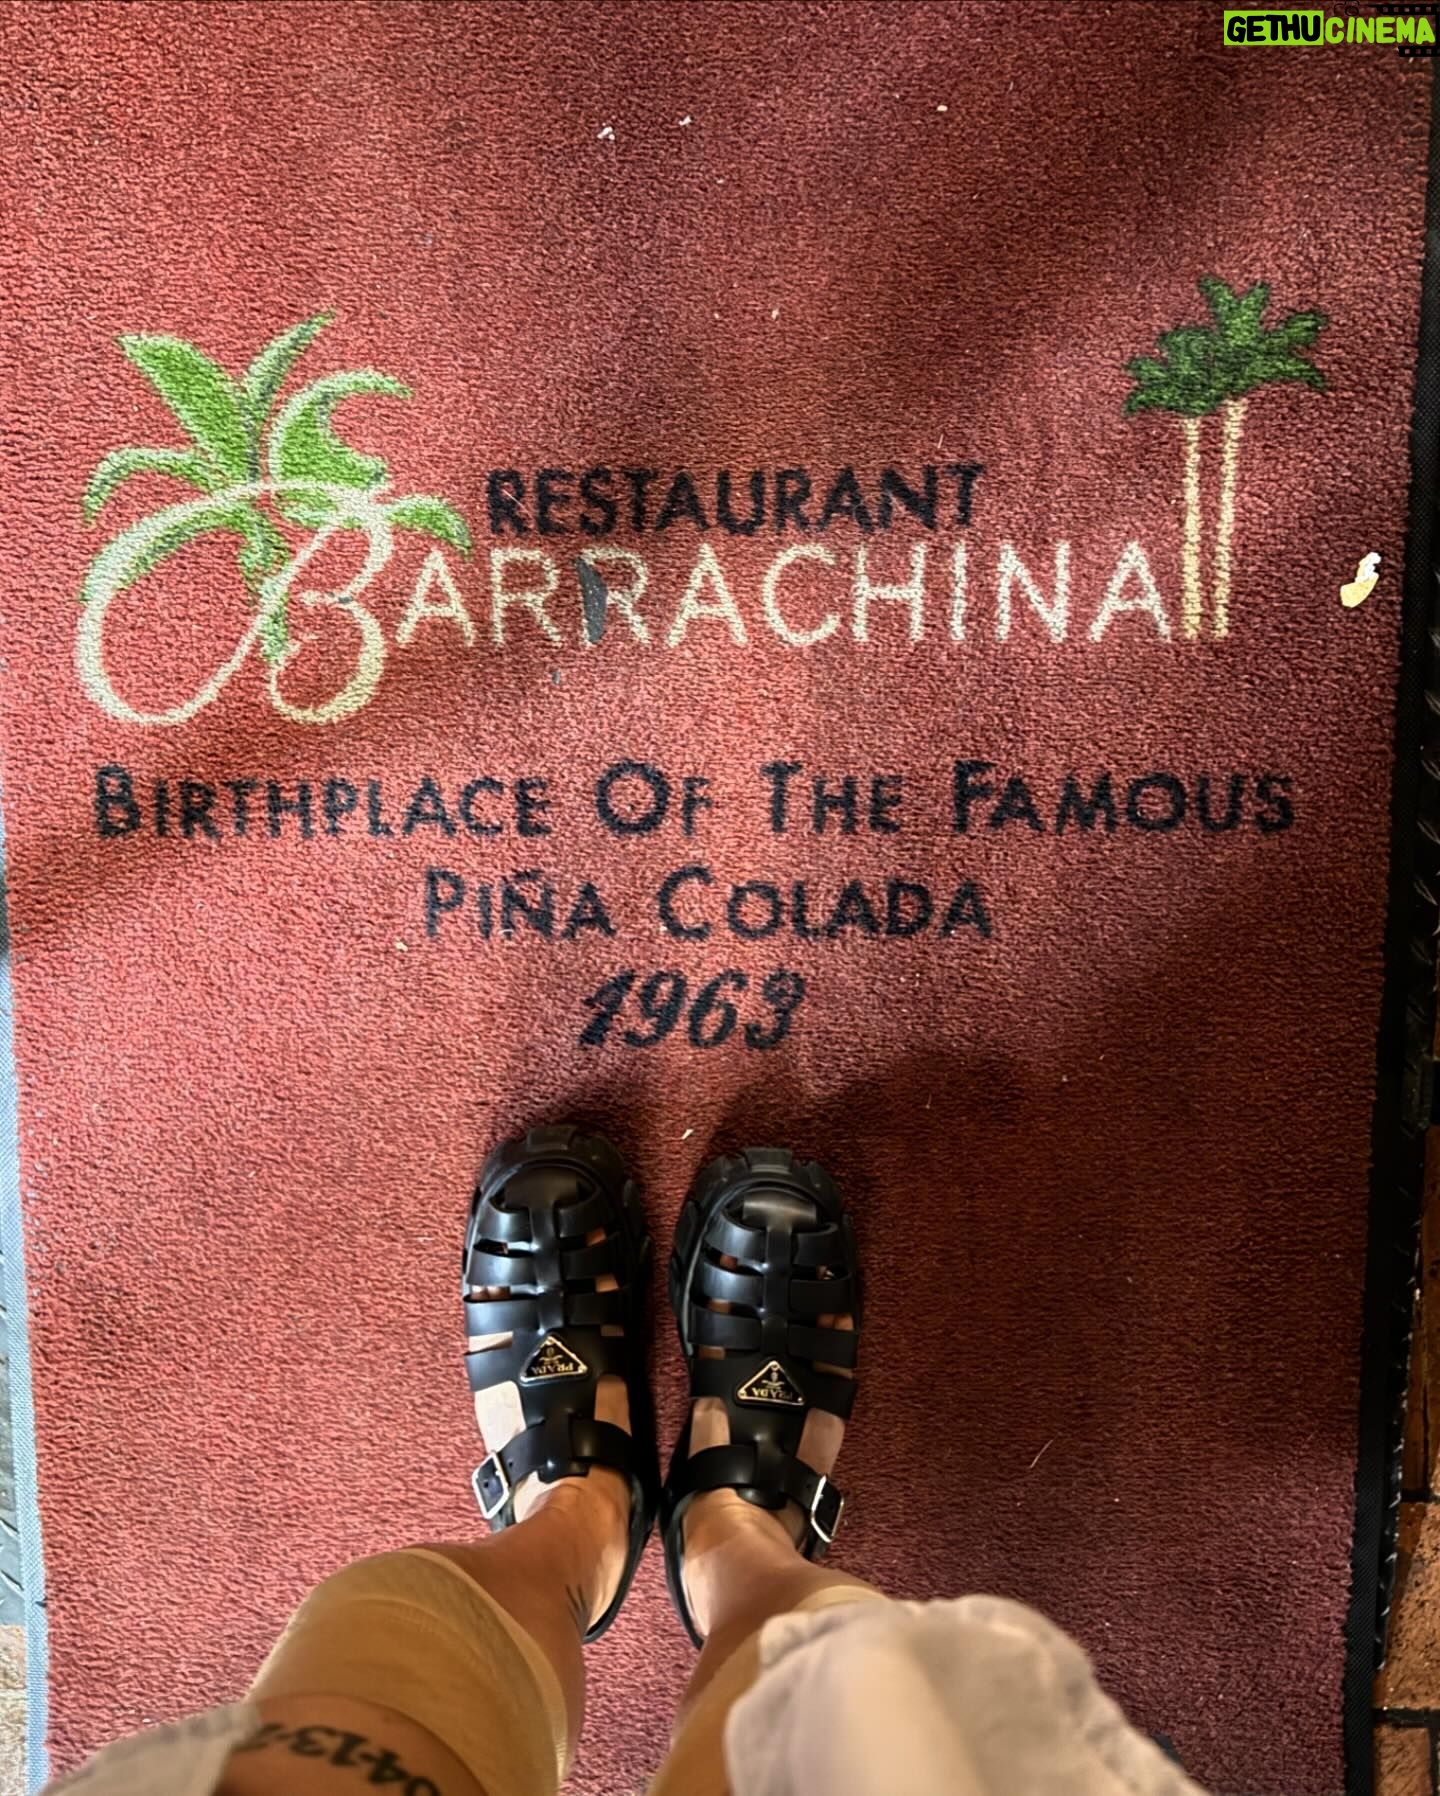 GETHUCINEMA
RESTAURANT
BARRACHINA
BIRTHPLACE OF THE FAMOUS
PIÑA COLADA
1963
PRADA
PRADA